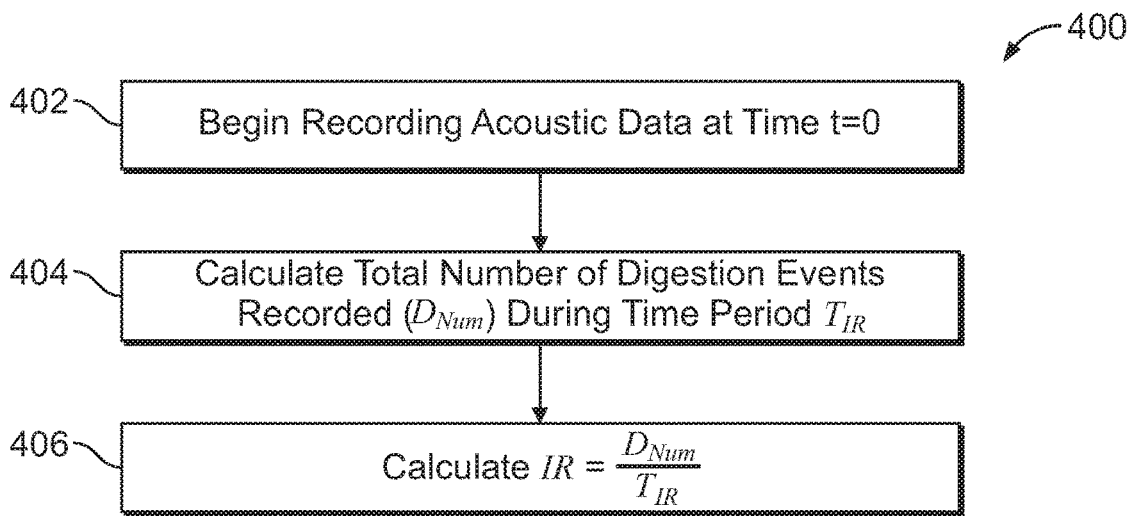 400
402
Begin Recording Acoustic Data at Time t=0
404
Calculate Total Number of Digestion Events
Recorded (D_Num) During Time Period T_IR
406
Calculate IR = D_Num / T_IR